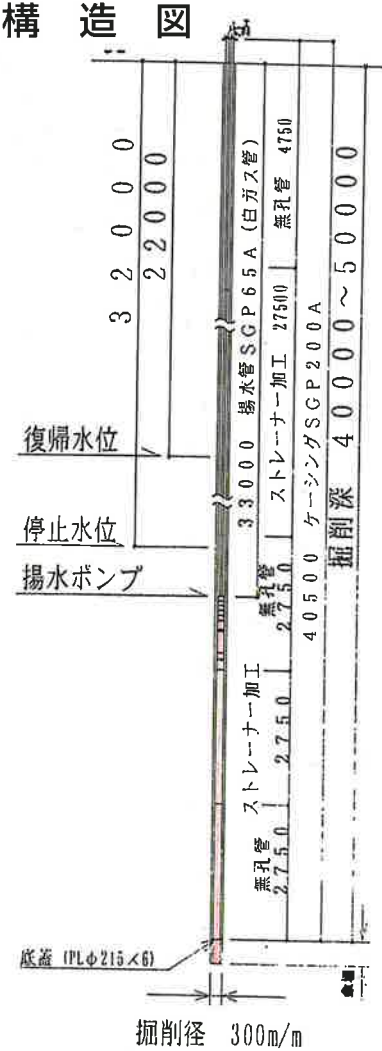 構造図
32000
22000
無孔管 4750
33000 揚水管SGP65A (白ガス管)
ストレーナー加工 27500
40500 ケーシングSGP200A
掘削深 40000~50000
復帰水位
停止水位
揚水ポンプ
無孔管
2750
ストレーナー加工
2750
無孔管
2750
底蓋 (PLφ215×6)
掘削径 300m/m